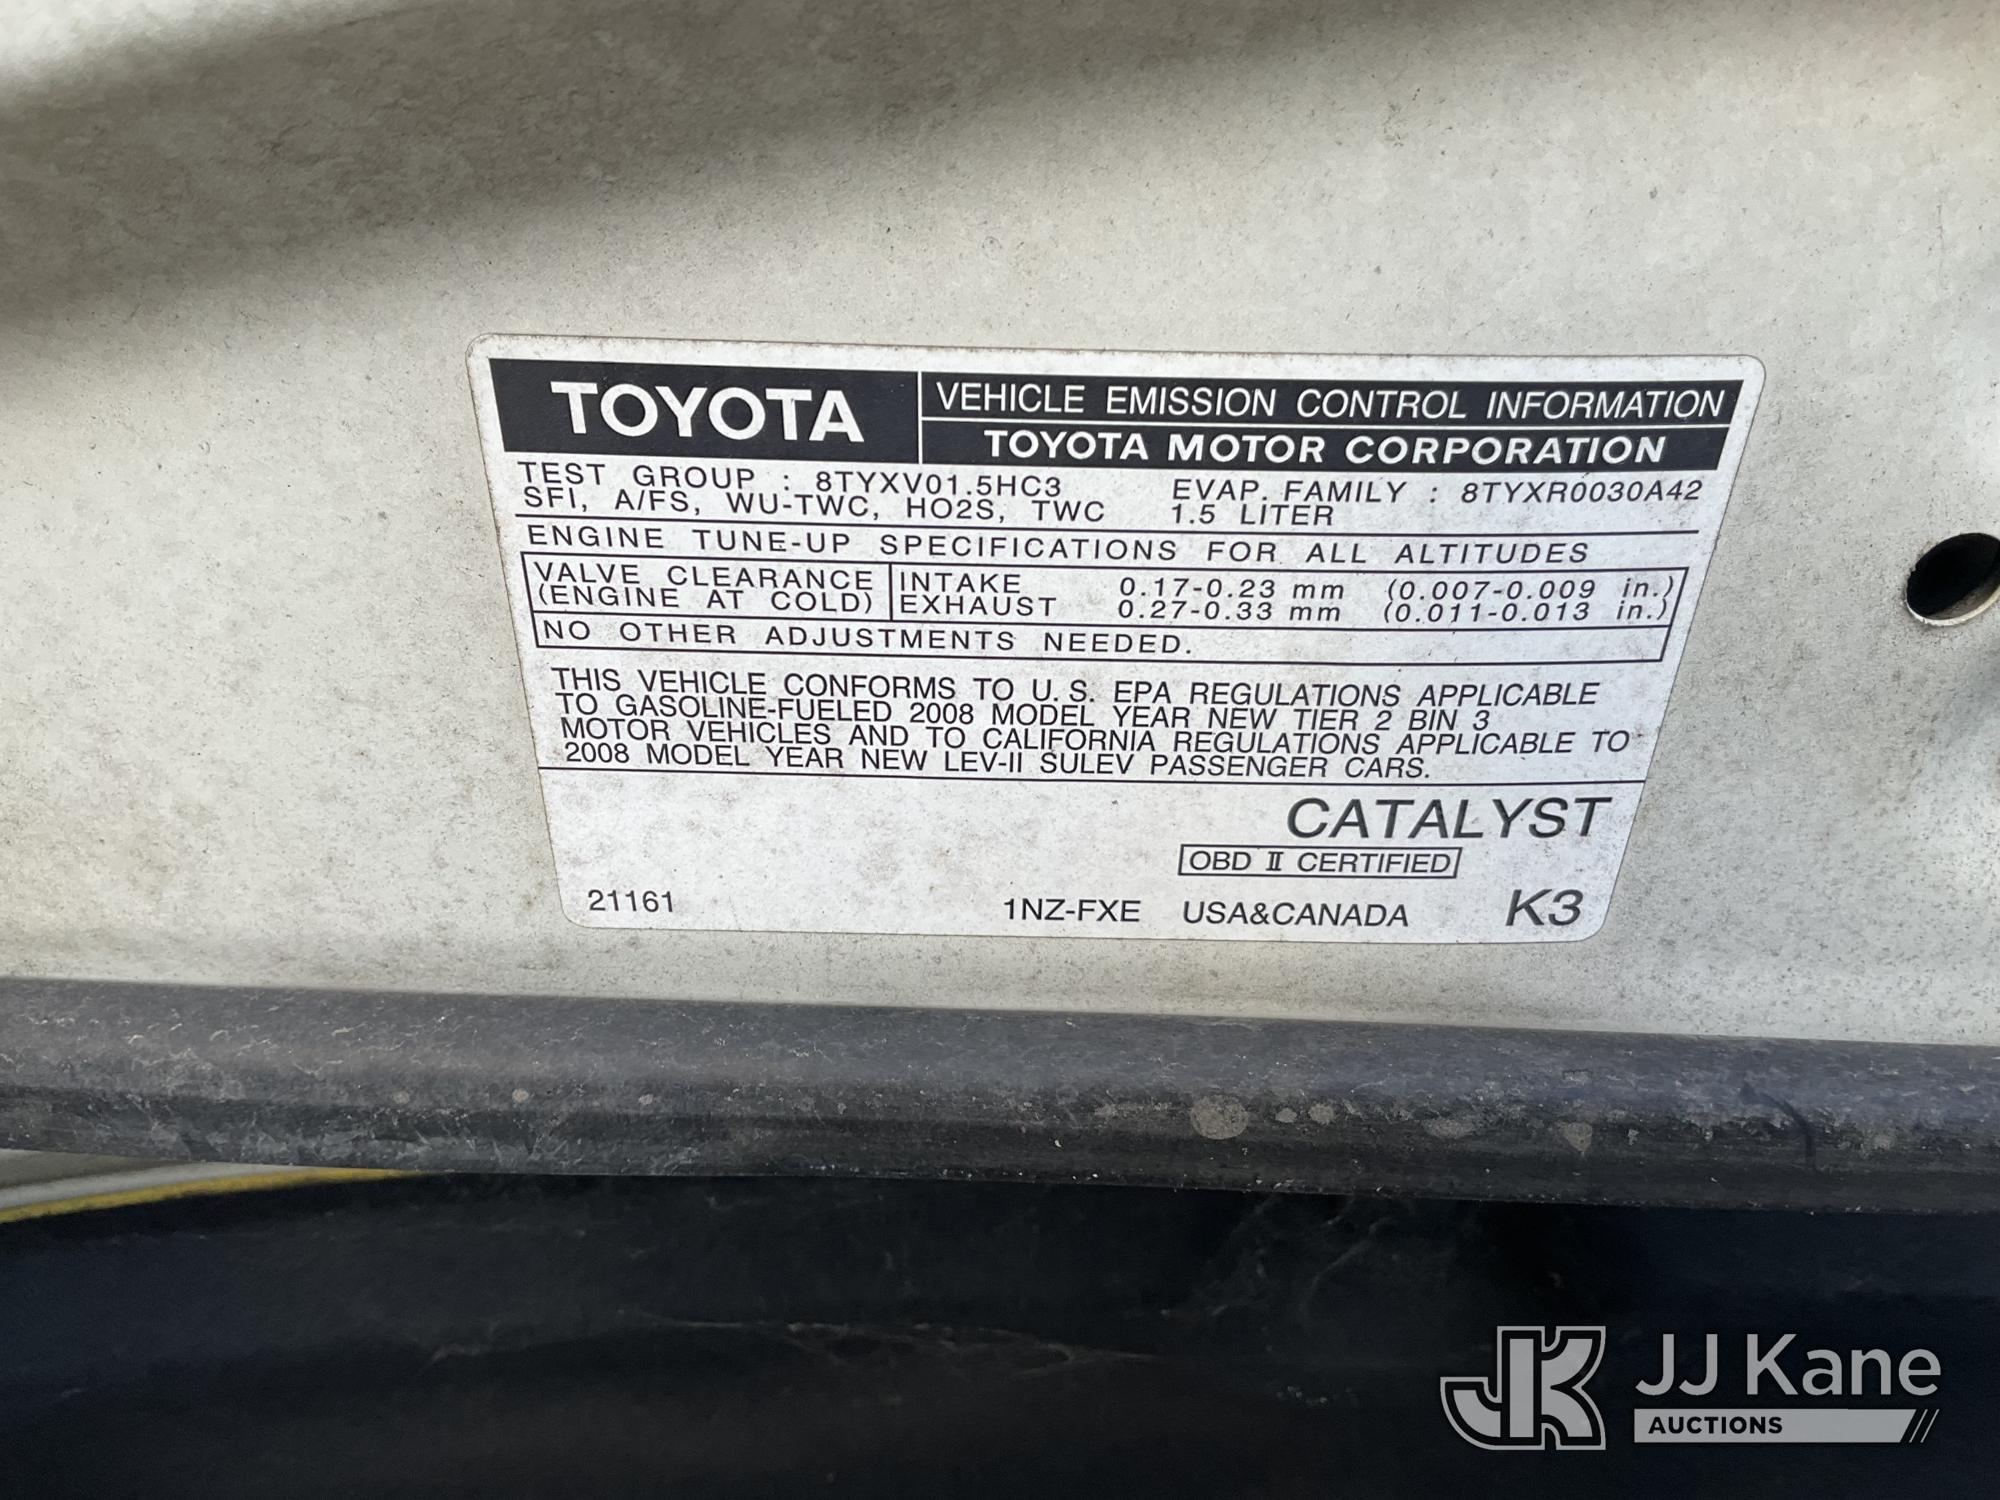 TOYOTA
VEHICLE EMISSION CONTROL INFORMATION
TOYOTA MOTOR CORPORATION
TEST GROUP : 8TYXV01.5HC3 EVAP. FAMILY : 8TYXR0030A42
SFI, A/FS, WU-TWC, HO2S, TWC 1.5 LITER
ENGINE TUNE-UP SPECIFICATIONS FOR ALL ALTITUDES
VALVE CLEARANCE INTAKE 0.17-0.23 mm (0.007-0.009 in.)
(ENGINE AT COLD) EXHAUST 0.27-0.33 mm (0.011-0.013 in.)
NO OTHER ADJUSTMENTS NEEDED.
THIS VEHICLE CONFORMS TO U.S. EPA REGULATIONS APPLICABLE
TO GASOLINE-FUELED 2008 MODEL YEAR NEW TIER 2 BIN 3
MOTOR VEHICLES AND TO CALIFORNIA REGULATIONS APPLICABLE TO
2008 MODEL YEAR NEW LEV-II SULEV PASSENGER CARS.
CATALYST
OBD II CERTIFIED
21161 1NZ-FXE USA&CANADA K3
JK JJ Kane
AUCTIONS